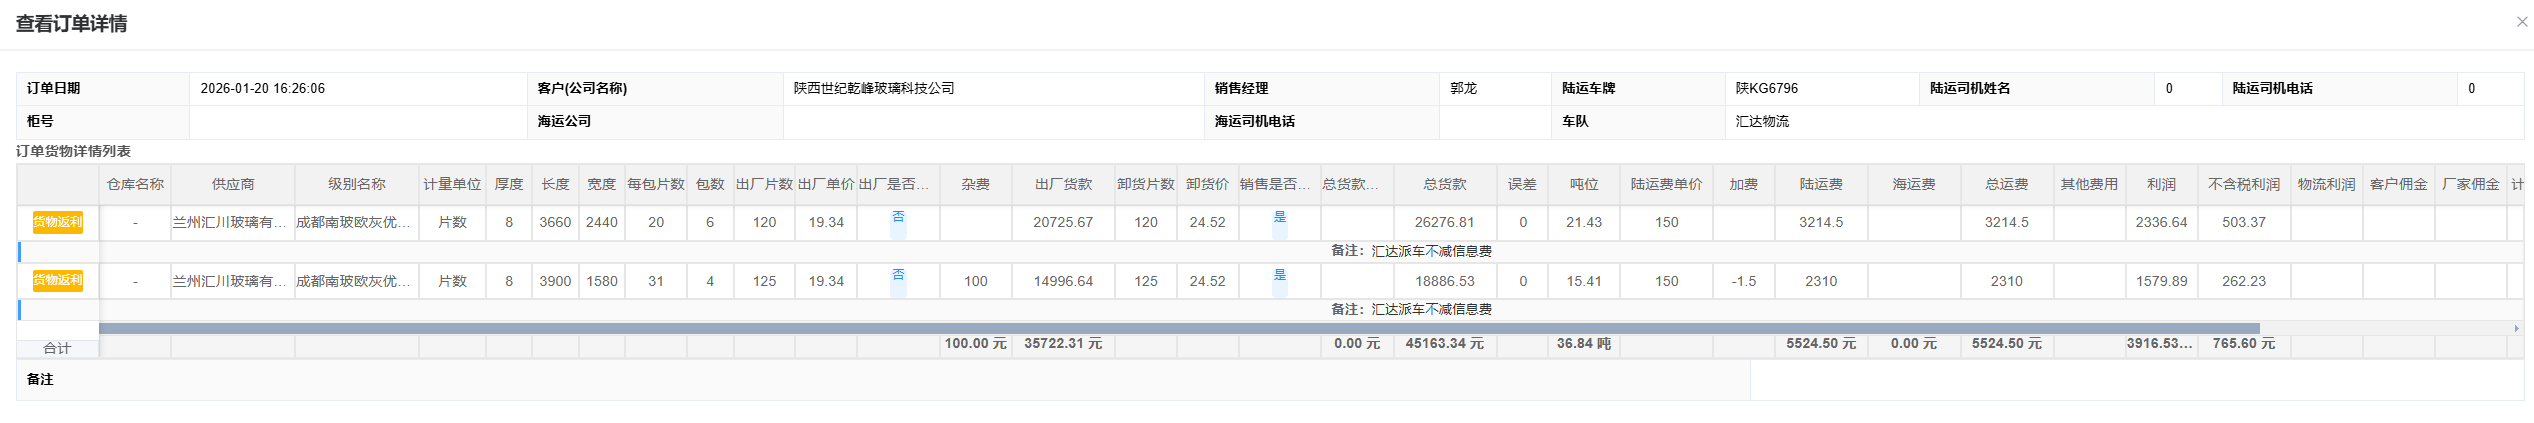 查看订单详情
订单日期 2026-01-20 16:26:06 客户(公司名称) 陕西世纪乾峰玻璃科技公司 销售经理 郭龙 陆运车牌 陕KG6796 陆运司机姓名 0 陆运司机电话 0
柜号 海运公司 海运司机电话 车队 汇达物流
订单货物详情列表
仓库名称 供应商 级别名称 计量单位 厚度 长度 宽度 每包片数 包数 出厂片数 出厂单价 出厂是否... 杂费 出厂货款 卸货片数 卸货价 销售是否... 总货款... 总货款 误差 吨位 陆运费单价 加费 陆运费 海运费 总运费 其他费用 利润 不含税利润 物流利润 客户佣金 厂家佣金 计
货物返利 - 兰州汇川玻璃有... 成都南玻欧灰优... 片数 8 3660 2440 20 6 120 19.34 否 20725.67 120 24.52 是 26276.81 0 21.43 150 3214.5 3214.5 2336.64 503.37
备注：汇达派车不减信息费
货物返利 - 兰州汇川玻璃有... 成都南玻欧灰优... 片数 8 3900 1580 31 4 125 19.34 否 100 14996.64 125 24.52 是 18886.53 0 15.41 150 -1.5 2310 2310 1579.89 262.23
备注：汇达派车不减信息费
合计 100.00 元 35722.31 元 0.00 元 45163.34 元 36.84 吨 5524.50 元 0.00 元 5524.50 元 3916.53... 765.60 元
备注